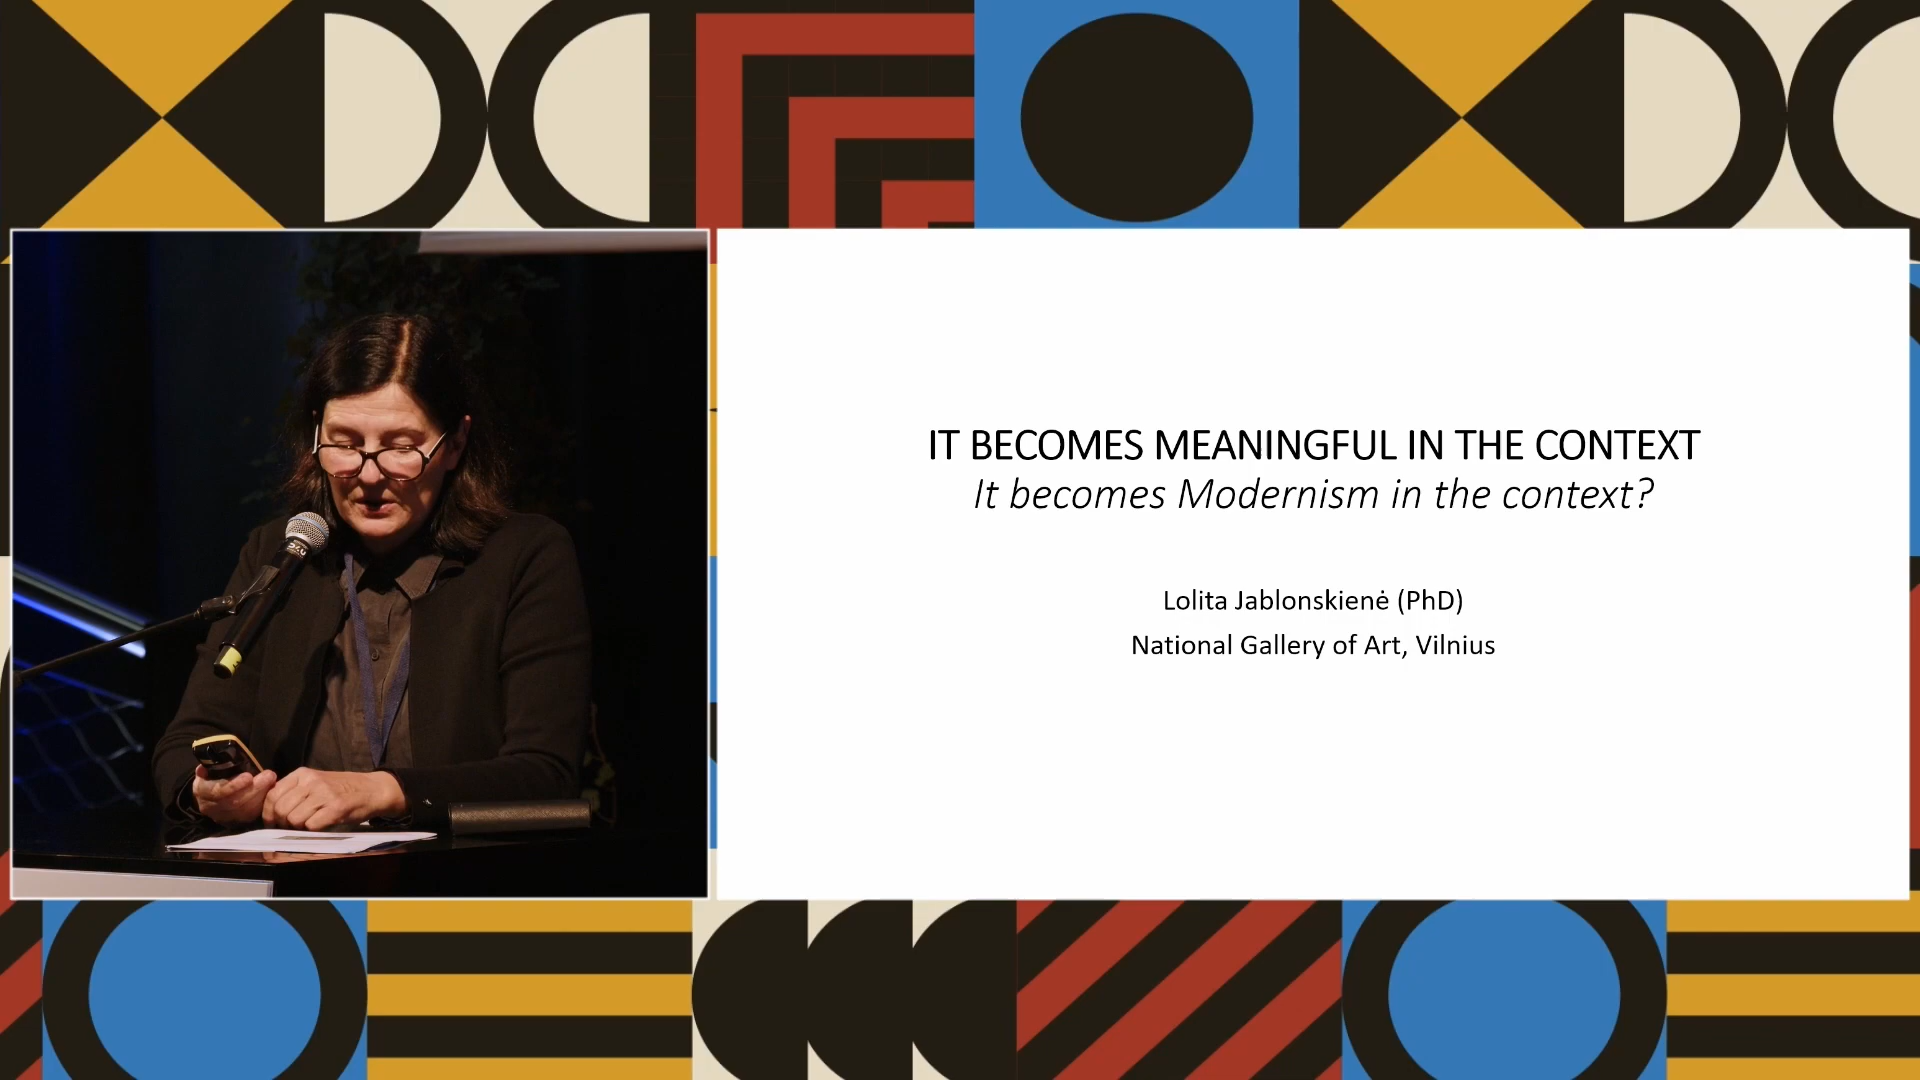 IT BECOMES MEANINGFUL IN THE CONTEXT
It becomes Modernism in the context?
Lolita Jablonskienė (PhD)
National Gallery of Art, Vilnius